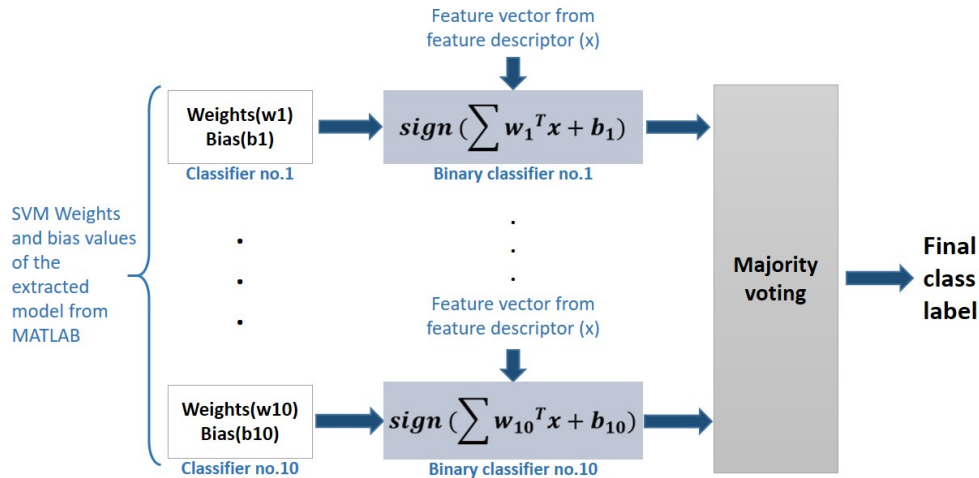 Feature vector from
feature descriptor (x)
Weights(w1)
Bias(b1)
Classifier no.1
sign (∑ w₁ᵀx + b₁)
Binary classifier no.1
SVM Weights
and bias values
of the
extracted
model from
MATLAB
Feature vector from
feature descriptor (x)
Weights(w10)
Bias(b10)
Classifier no.10
sign (∑ w₁₀ᵀx + b₁₀)
Binary classifier no.10
Majority
voting
Final
class
label